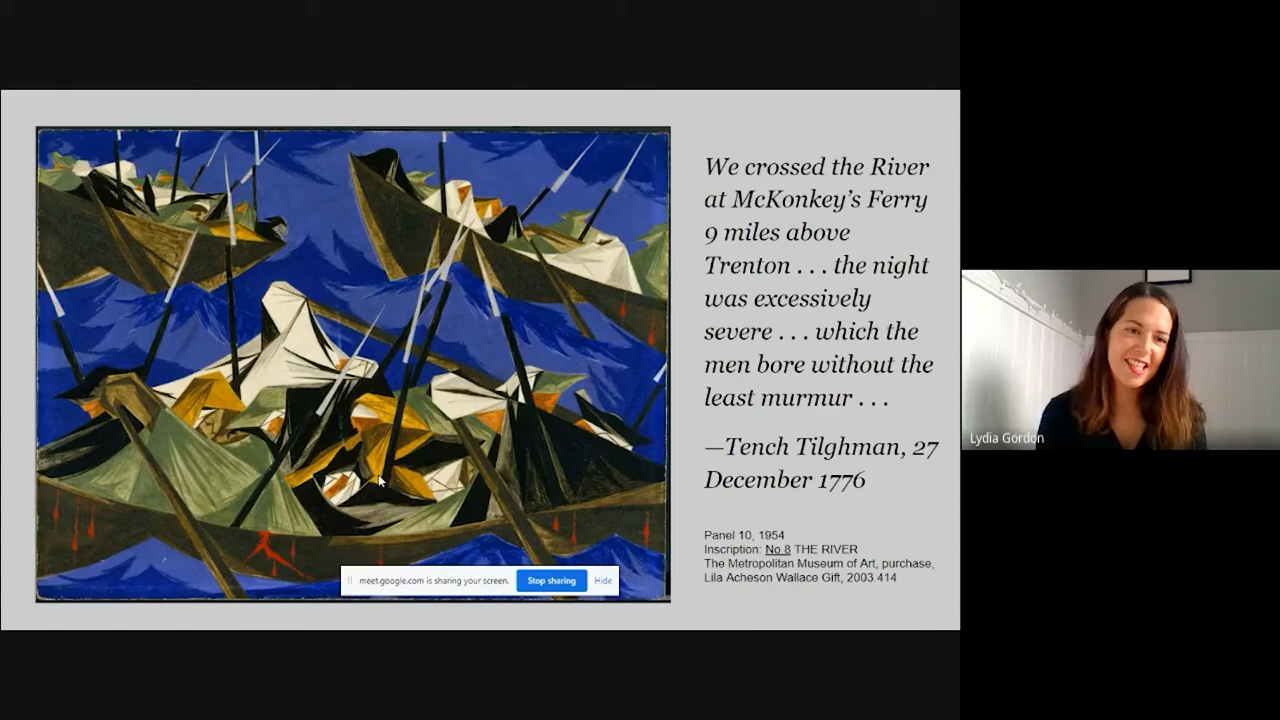 We crossed the River
at McKonkey’s Ferry
9 miles above
Trenton . . . the night
was excessively
severe . . . which the
men bore without the
least murmur . . .
—Tench Tilghman, 27
December 1776
Panel 10, 1954
Inscription: No 8 THE RIVER
The Metropolitan Museum of Art, purchase,
Lila Acheson Wallace Gift, 2003.414
meet.google.com is sharing your screen. Stop sharing Hide
Lydia Gordon